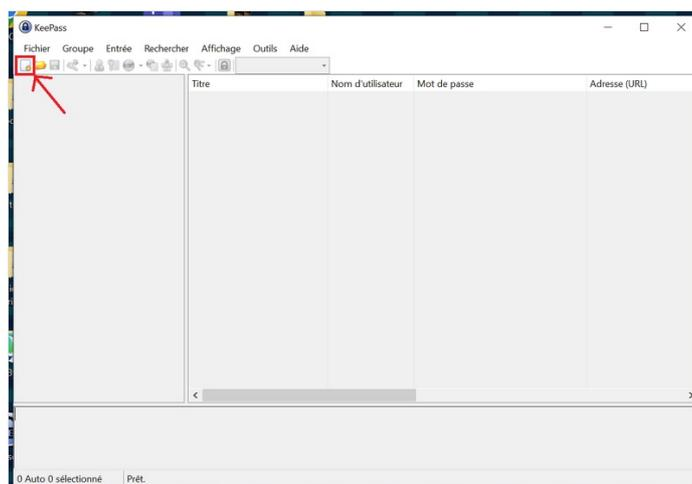 KeePass
Fichier Groupe Entrée Rechercher Affichage Outils Aide
Titre Nom d'utilisateur Mot de passe Adresse (URL)
0 Auto 0 sélectionné Prêt.